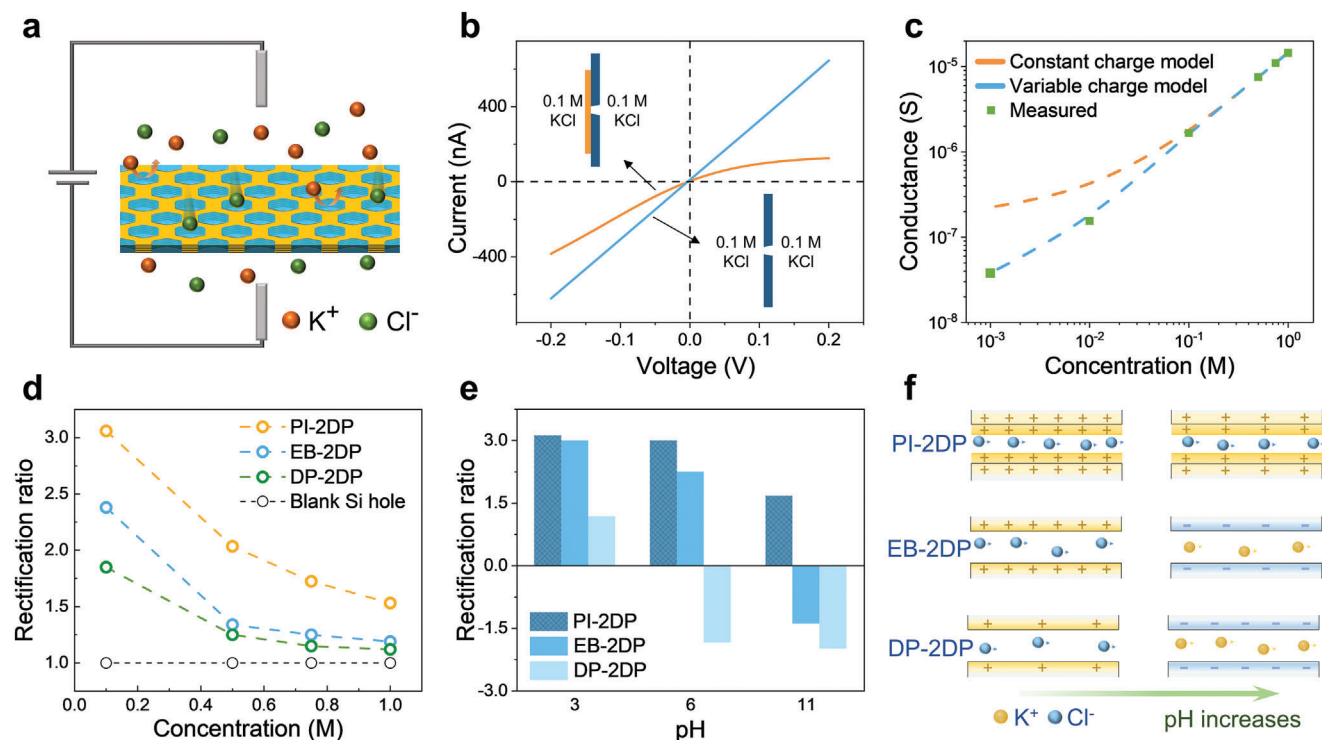 a
K⁺
Cl⁻
b
Current (nA)
400
0
-400
-0.2
-0.1
0.0
0.1
0.2
Voltage (V)
0.1 M
KCl
0.1 M
KCl
0.1 M
KCl
0.1 M
KCl
c
Constant charge model
Variable charge model
Measured
Conductance (S)
10⁻⁵
10⁻⁶
10⁻⁷
10⁻⁸
10⁻³
10⁻²
10⁻¹
10⁰
Concentration (M)
d
PI-2DP
EB-2DP
DP-2DP
Blank Si hole
Rectification ratio
3.0
2.5
2.0
1.5
1.0
0.0
0.2
0.4
0.6
0.8
1.0
Concentration (M)
e
Rectification ratio
3.0
1.5
0.0
-1.5
-3.0
PI-2DP
EB-2DP
DP-2DP
3
6
11
pH
f
PI-2DP
+ + + + + +
+ + + + + +
+ + + + + +
+ + + + + +
+ + + +
+ + + +
+ + + +
+ + + +
EB-2DP
+ + + + + +
+ + + + + +
- - - -
- - - -
DP-2DP
+ + +
+ + +
- - - - - -
- - - - - -
K⁺
Cl⁻
pH increases